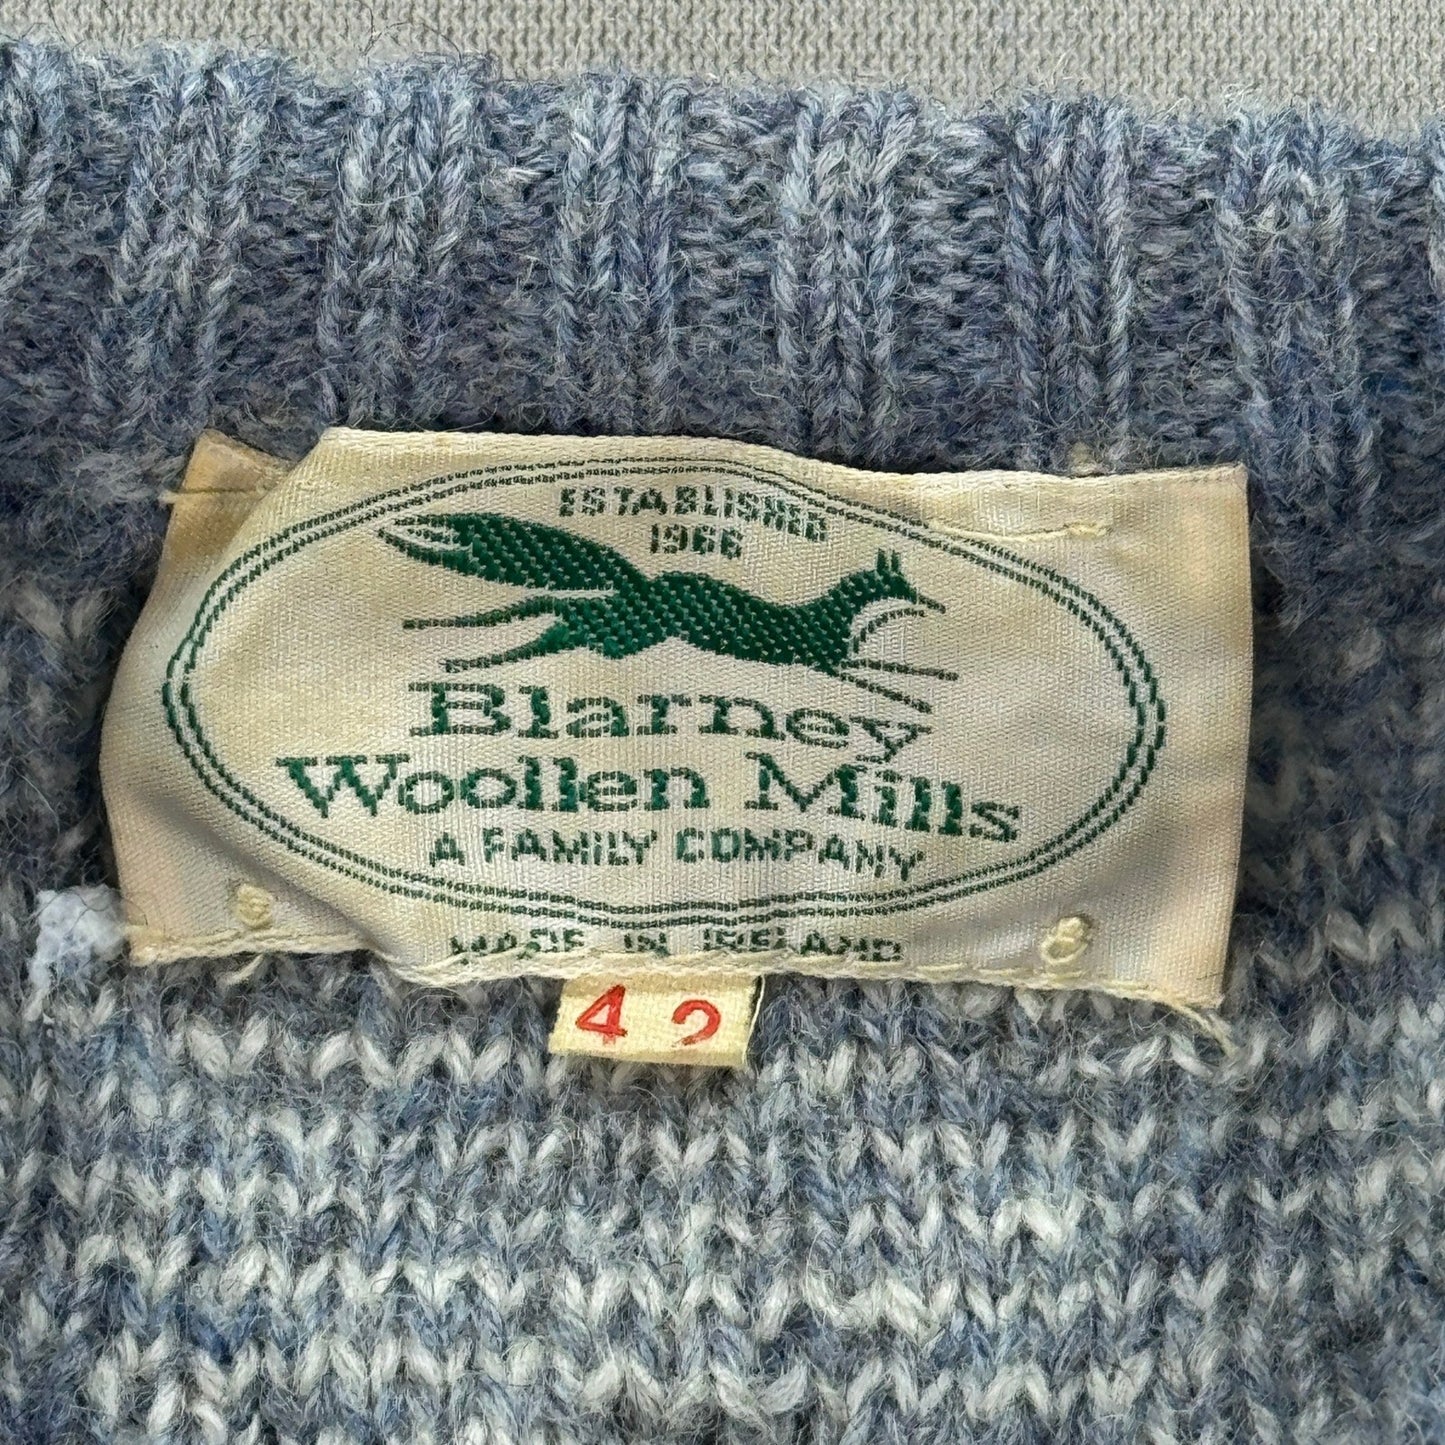 ESTABLISHED
1966
Blarney
Woollen Mills
A FAMILY COMPANY
MADE IN IRELAND
42